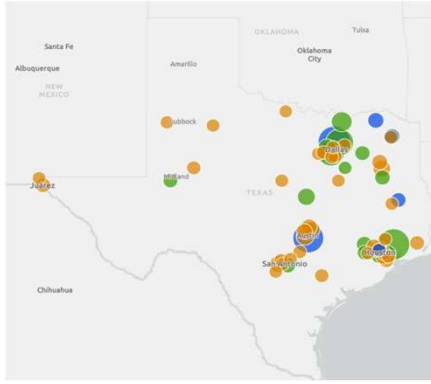 OKLAHOMA
Tulsa
Santa Fe
Oklahoma
City
Albuquerque
Amarillo
NEW
MEXICO
Lubbock
Dallas
Midland
Juárez
TEXAS
Austin
Houston
San Antonio
Chihuahua